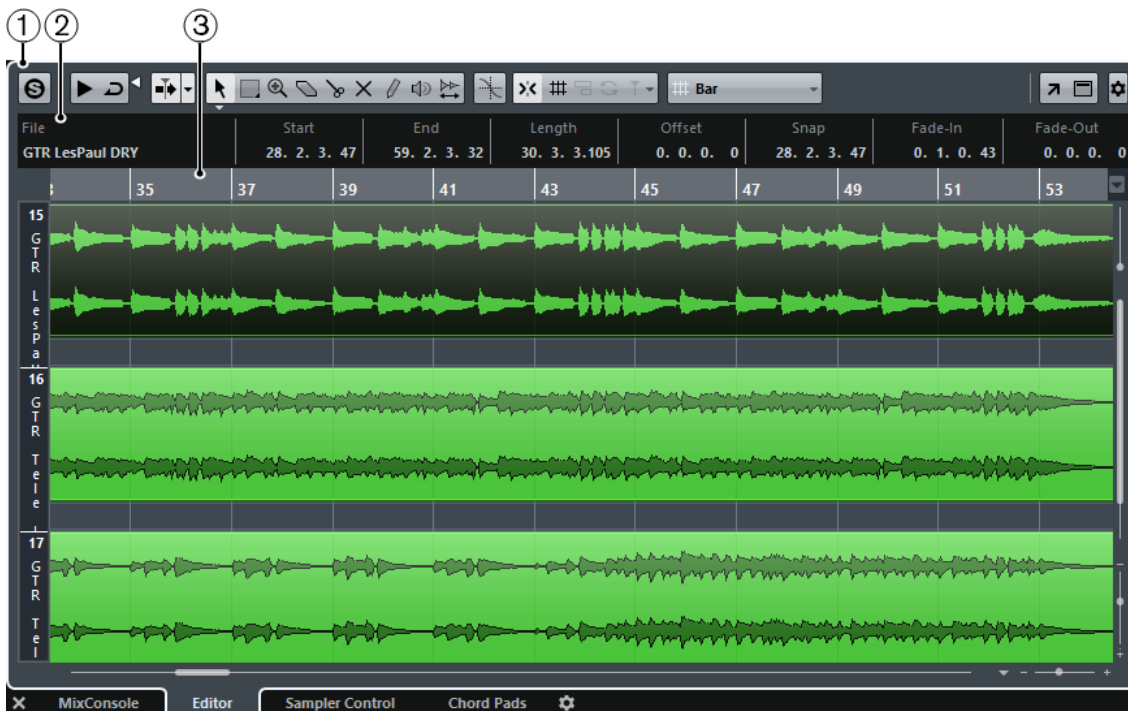 1 2 3
S Bar
File Start End Length Offset Snap Fade-In Fade-Out
GTR LesPaul DRY 28. 2. 3. 47 59. 2. 3. 32 30. 3. 3.105 0. 0. 0. 0 28. 2. 3. 47 0. 1. 0. 43 0. 0. 0. 0
35 37 39 41 43 45 47 49 51 53
15
GTR LesPa
16
GTR Tele
17
GTR Tel
MixConsole Editor Sampler Control Chord Pads